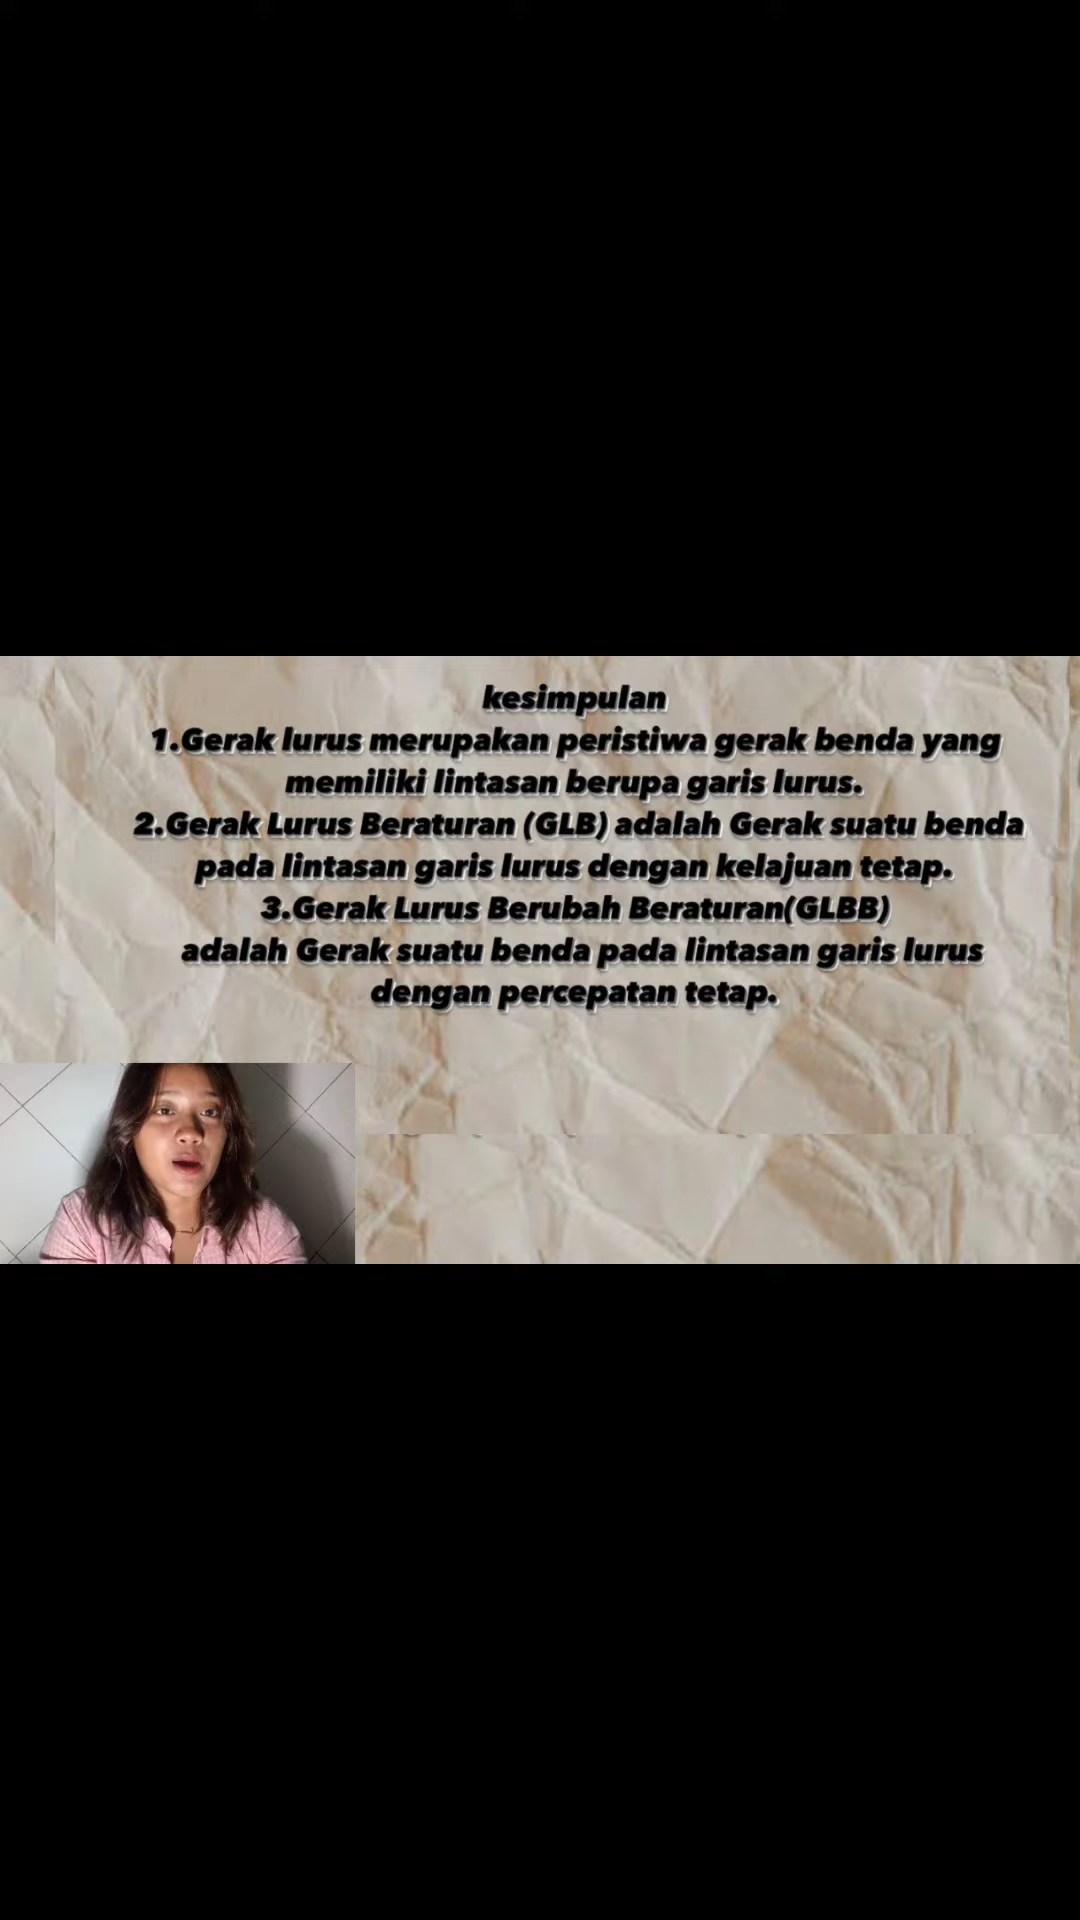 kesimpulan
1.Gerak lurus merupakan peristiwa gerak benda yang
memiliki lintasan berupa garis lurus.
2.Gerak Lurus Beraturan (GLB) adalah Gerak suatu benda
pada lintasan garis lurus dengan kelajuan tetap.
3.Gerak Lurus Berubah Beraturan(GLBB)
adalah Gerak suatu benda pada lintasan garis lurus
dengan percepatan tetap.